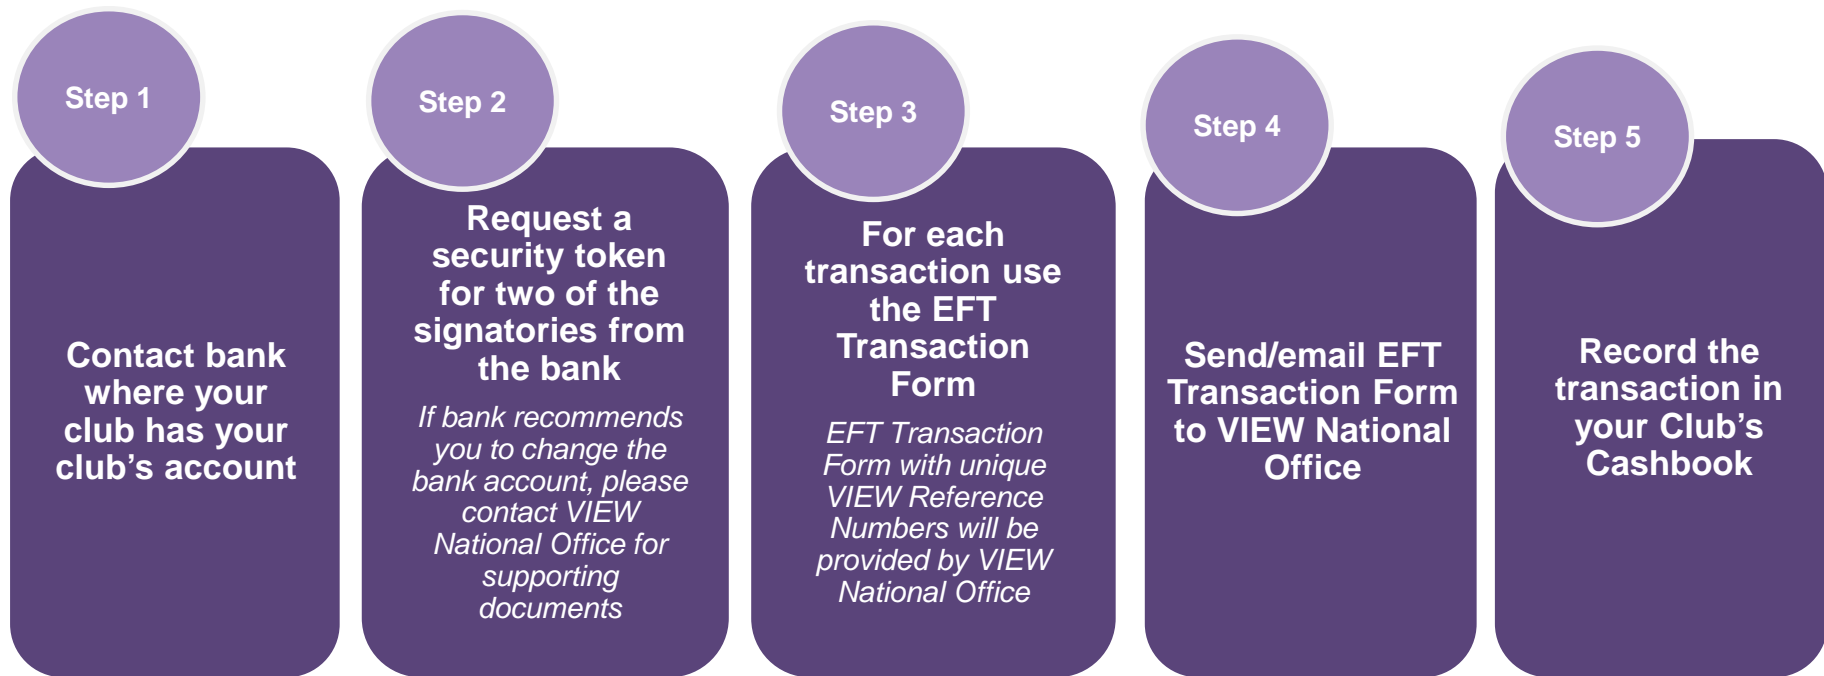 Step 1
Contact bank
where your
club has your
club's account
Step 2
Request a
security token
for two of the
signatories from
the bank
If bank recommends
you to change the
bank account, please
contact VIEW
National Office for
supporting
documents
Step 3
For each
transaction use
the EFT
Transaction
Form
EFT Transaction
Form with unique
VIEW Reference
Numbers will be
provided by VIEW
National Office
Step 4
Send/email EFT
Transaction Form
to VIEW National
Office
Step 5
Record the
transaction in
your Club's
Cashbook